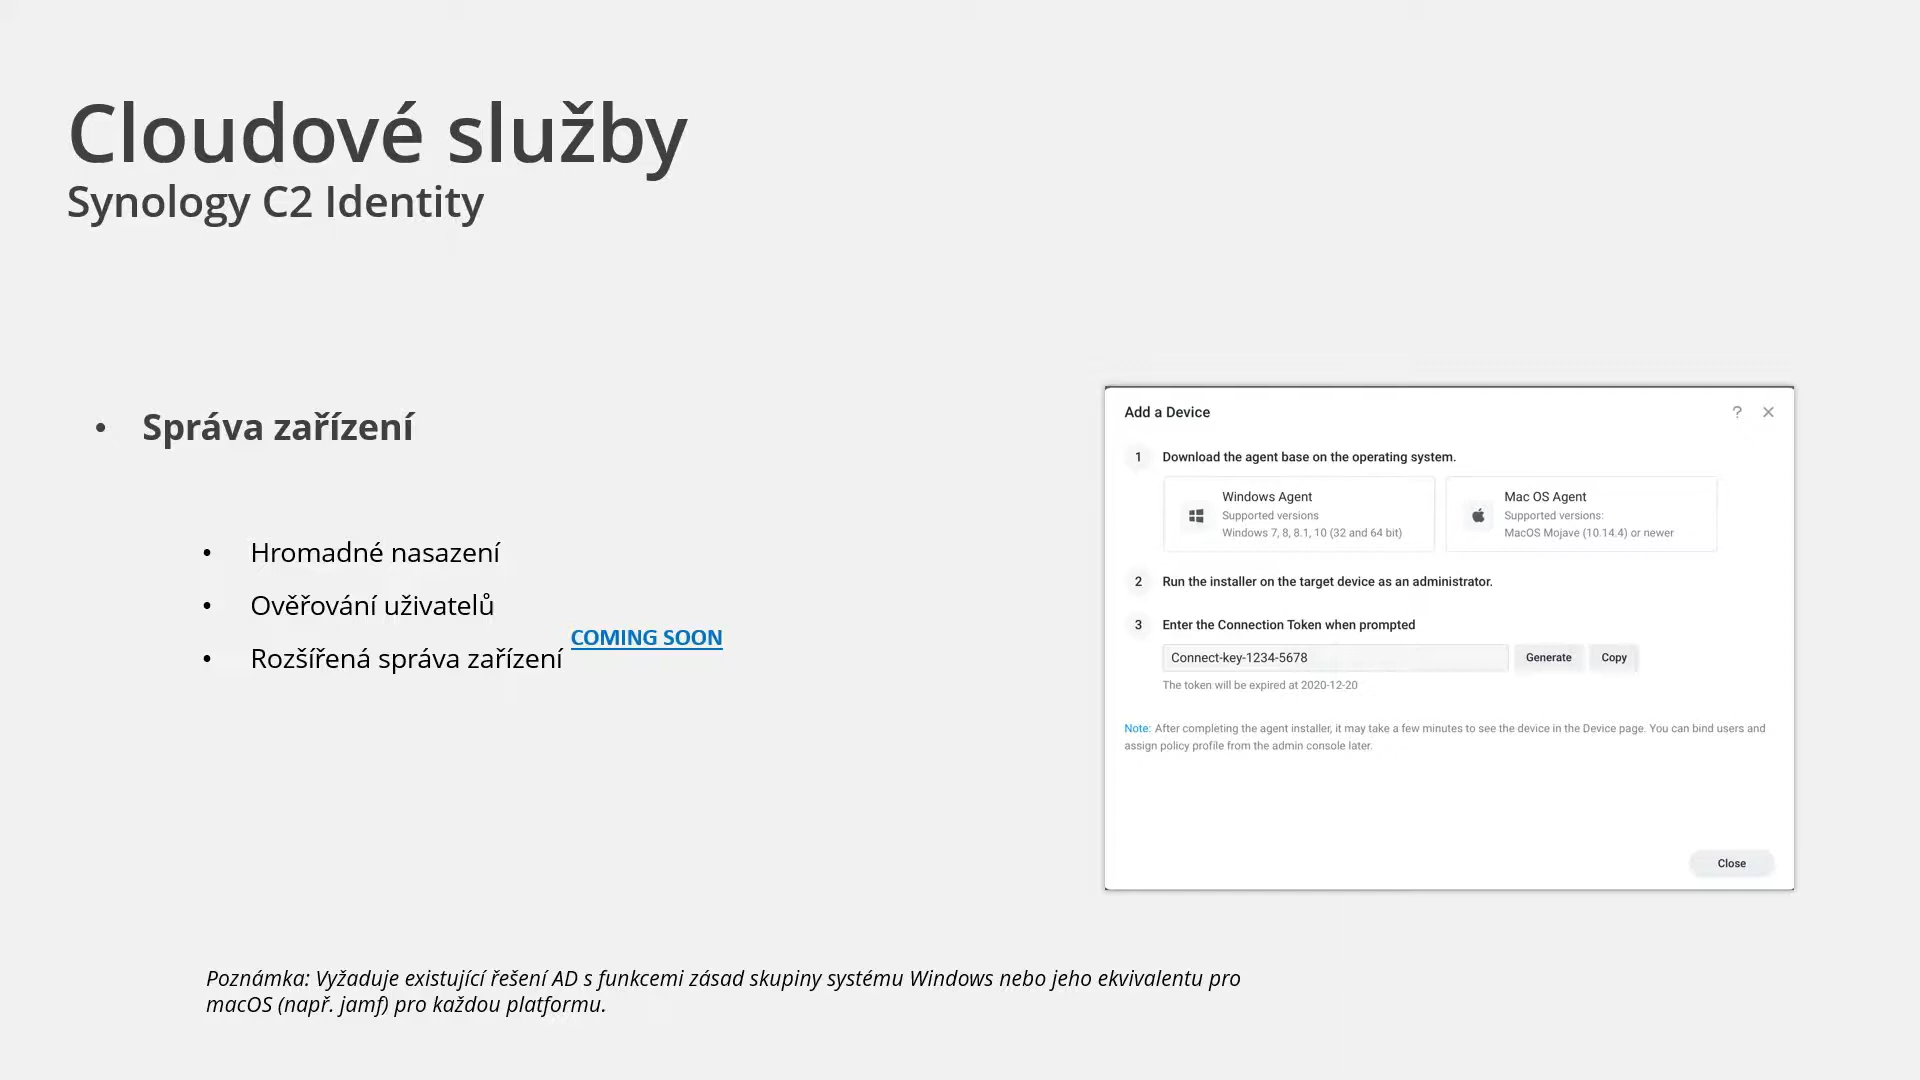 Cloudové služby
Synology C2 Identity
• Správa zařízení
• Hromadné nasazení
• Ověřování uživatelů
• Rozšířená správa zařízení COMING SOON
Add a Device ? ×
1 Download the agent base on the operating system.
Windows Agent
Supported versions
Windows 7, 8, 8.1, 10 (32 and 64 bit)
Mac OS Agent
Supported versions:
MacOS Mojave (10.14.4) or newer
2 Run the installer on the target device as an administrator.
3 Enter the Connection Token when prompted
Connect-key-1234-5678 Generate Copy
The token will be expired at 2020-12-20
Note: After completing the agent installer, it may take a few minutes to see the device in the Device page. You can bind users and
assign policy profile from the admin console later.
Close
Poznámka: Vyžaduje existující řešení AD s funkcemi zásad skupiny systému Windows nebo jeho ekvivalentu pro
macOS (např. jamf) pro každou platformu.